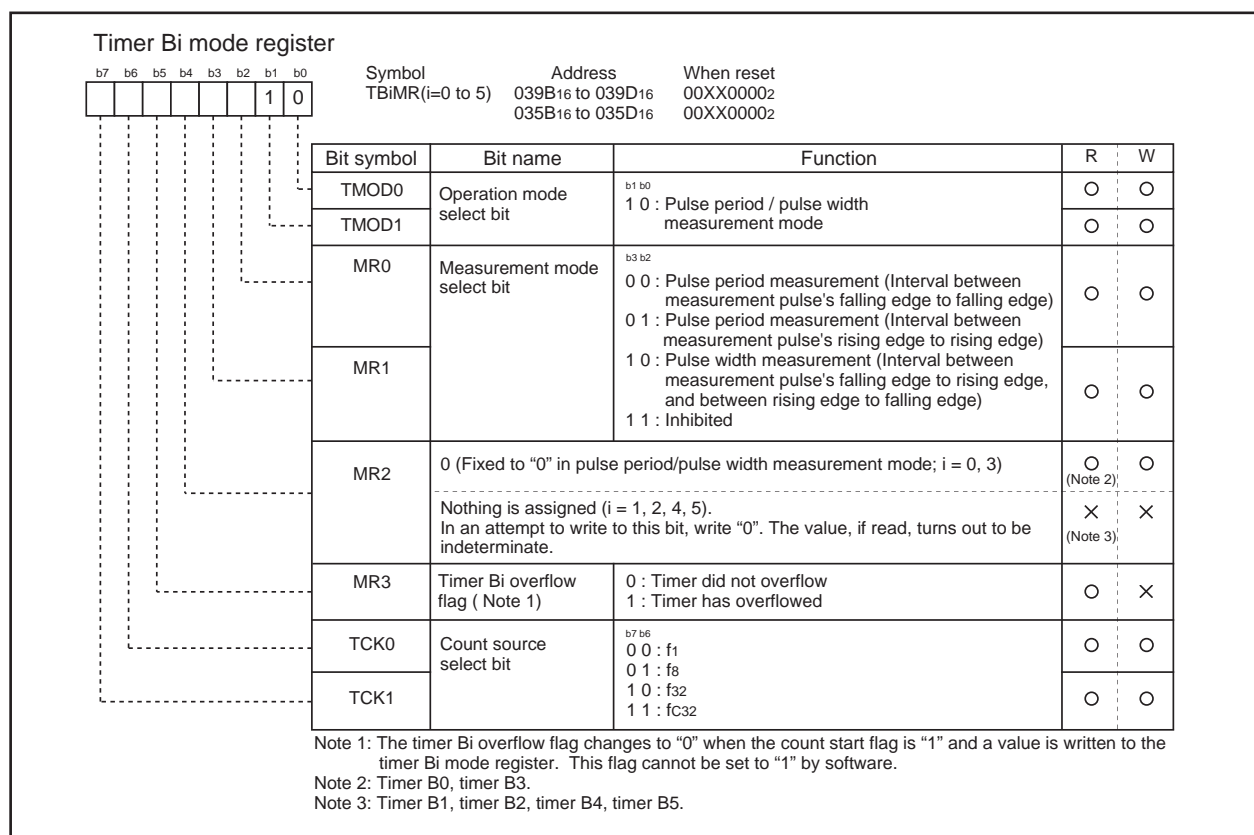 Timer Bi mode register
b7 b6 b5 b4 b3 b2 b1 b0
1 0
Symbol Address When reset
TBiMR(i=0 to 5) 039B16 to 039D16 00XX00002
035B16 to 035D16 00XX00002
Bit symbol Bit name Function R W
TMOD0
TMOD1
Operation mode
select bit
b1 b0
1 0 : Pulse period / pulse width
measurement mode
MR0
MR1
Measurement mode
select bit
b3 b2
0 0 : Pulse period measurement (Interval between
measurement pulse's falling edge to falling edge)
0 1 : Pulse period measurement (Interval between
measurement pulse's rising edge to rising edge)
1 0 : Pulse width measurement (Interval between
measurement pulse's falling edge to rising edge,
and between rising edge to falling edge)
1 1 : Inhibited
MR2
0 (Fixed to “0” in pulse period/pulse width measurement mode; i = 0, 3)
(Note 2)
Nothing is assigned (i = 1, 2, 4, 5).
In an attempt to write to this bit, write “0”. The value, if read, turns out to be
indeterminate.
(Note 3)
MR3
Timer Bi overflow
flag ( Note 1)
0 : Timer did not overflow
1 : Timer has overflowed
TCK0
TCK1
Count source
select bit
b7 b6
0 0 : f1
0 1 : f8
1 0 : f32
1 1 : fC32
Note 1: The timer Bi overflow flag changes to “0” when the count start flag is “1” and a value is written to the
timer Bi mode register. This flag cannot be set to “1” by software.
Note 2: Timer B0, timer B3.
Note 3: Timer B1, timer B2, timer B4, timer B5.